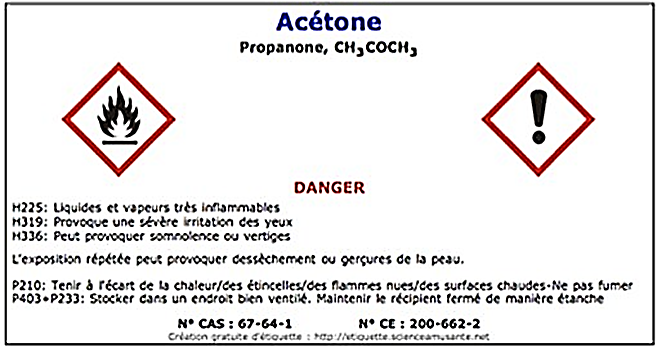 Acétone
Propanone, CH₃COCH₃
DANGER
H225: Liquides et vapeurs très inflammables
H319: Provoque une sévère irritation des yeux
H336: Peut provoquer somnolence ou vertiges
L'exposition répétée peut provoquer dessèchement ou gerçures de la peau.
P210: Tenir à l'écart de la chaleur/des étincelles/des flammes nues/des surfaces chaudes-Ne pas fumer
P403+P233: Stocker dans un endroit bien ventilé. Maintenir le récipient fermé de manière étanche
N° CAS : 67-64-1 N° CE : 200-662-2
Création gratuite d'étiquette : http://etiquette.scienceamusante.net